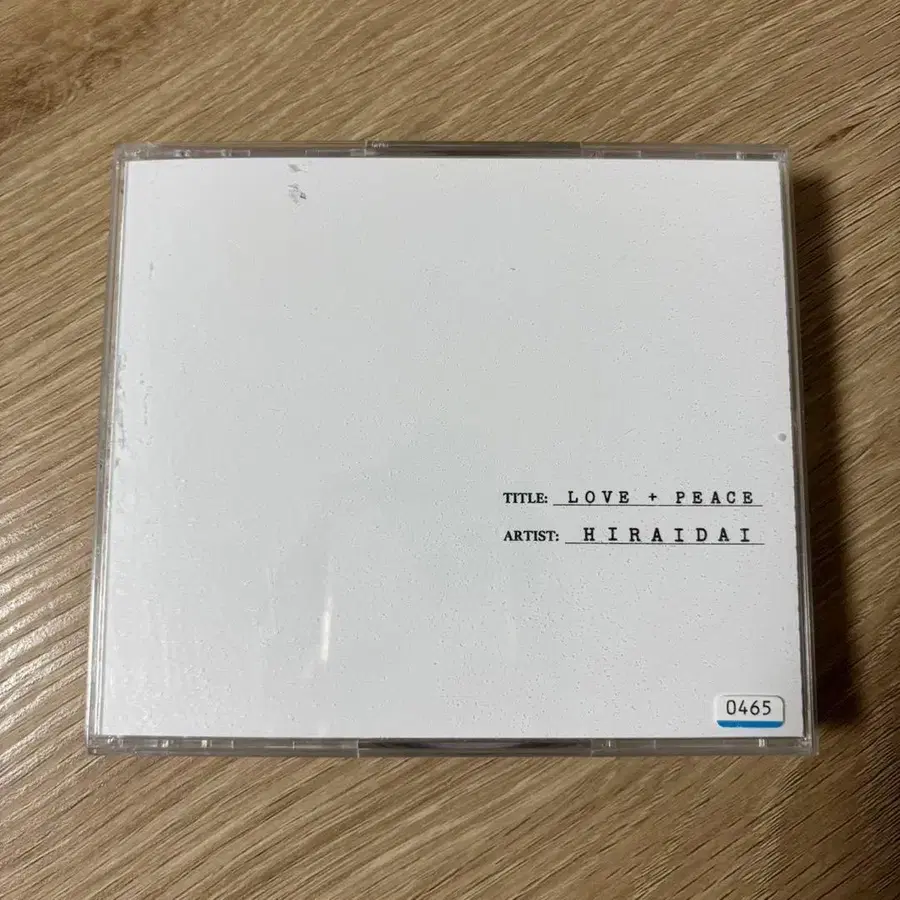 TITLE: LOVE + PEACE
ARTIST: HIRAIDAI
0465